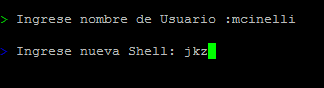 > Ingrese nombre de Usuario :mcinelli
> Ingrese nueva Shell: jkz